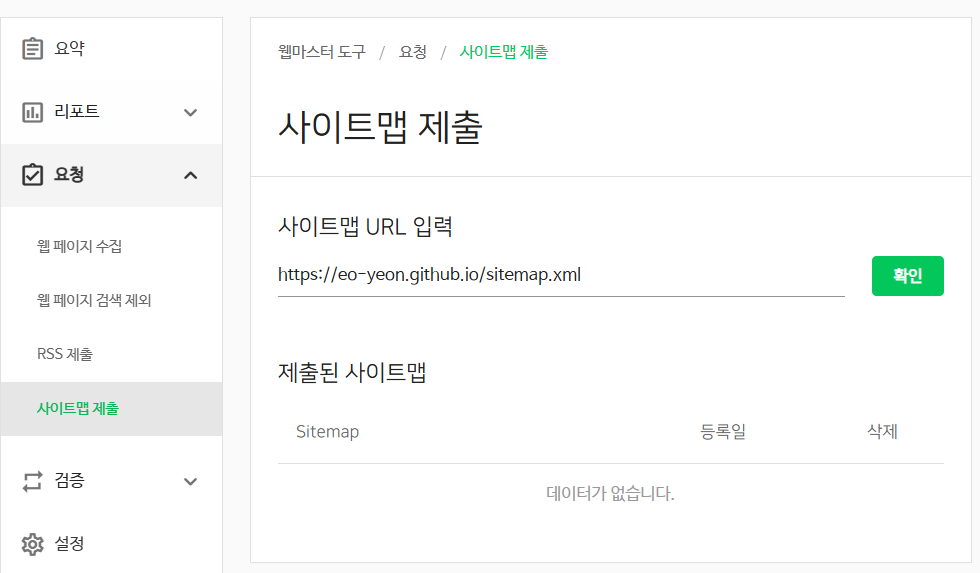 요약
리포트
요청
웹 페이지 수집
웹 페이지 검색 제외
RSS 제출
사이트맵 제출
검증
설정
웹마스터 도구 / 요청 / 사이트맵 제출
사이트맵 제출
사이트맵 URL 입력
https://eo-yeon.github.io/sitemap.xml
확인
제출된 사이트맵
Sitemap 등록일 삭제
데이터가 없습니다.